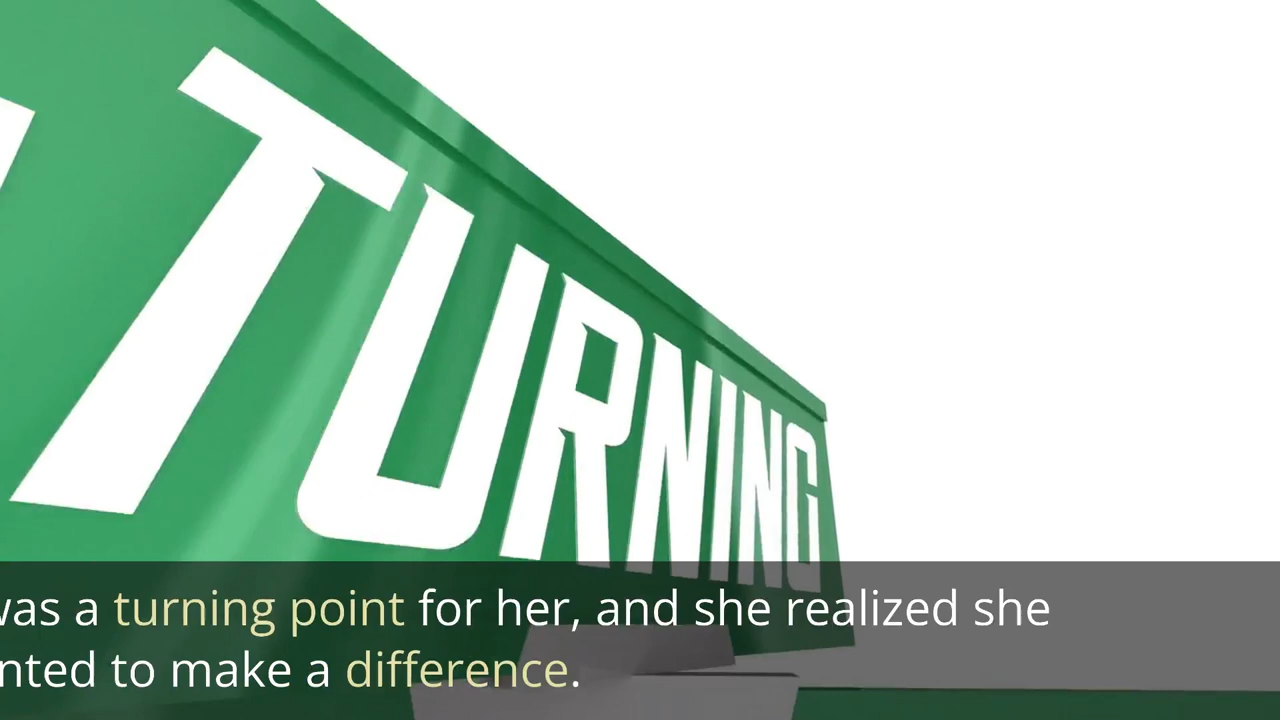 TURNING
was a turning point for her, and she realized she
nted to make a difference.